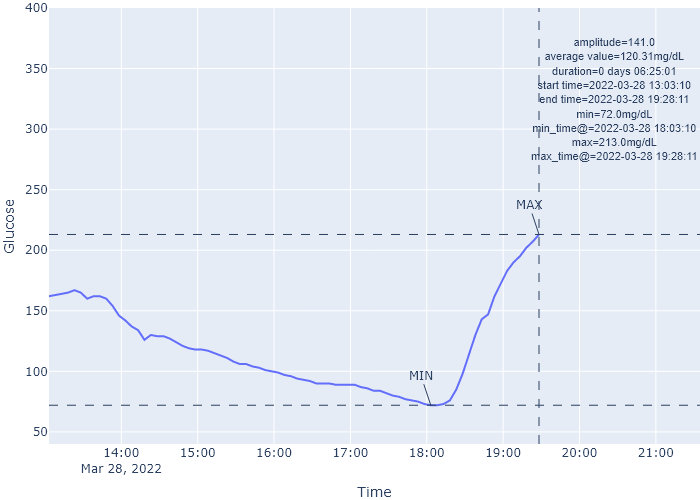 400
350
300
250
200
150
100
50
Glucose
amplitude=141.0
average value=120.31mg/dL
duration=0 days 06:25:01
start time=2022-03-28 13:03:10
end time=2022-03-28 19:28:11
min=72.0mg/dL
min_time@=2022-03-28 18:03:10
max=213.0mg/dL
max_time@=2022-03-28 19:28:11
MAX
MIN
14:00 15:00 16:00 17:00 18:00 19:00 20:00 21:00
Mar 28, 2022
Time